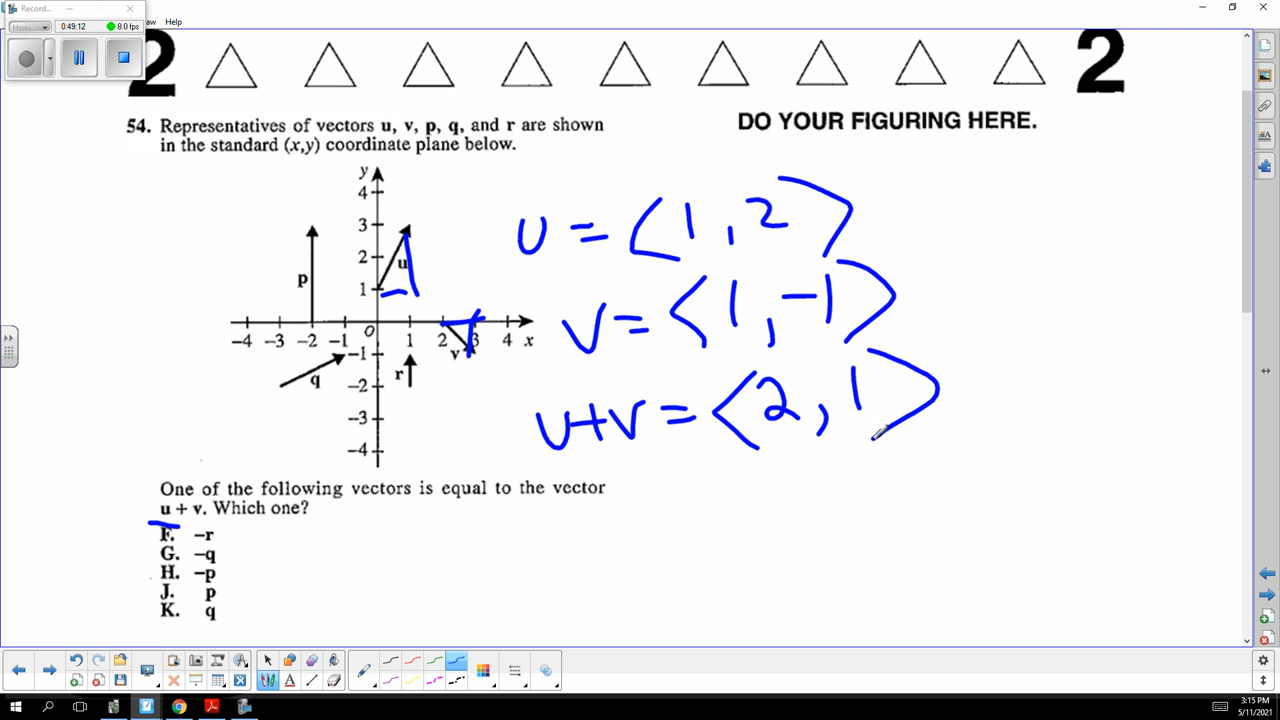 Record...
aw Help
Menu
0:49:12 8.0 fps
2 2
54. Representatives of vectors u, v, p, q, and r are shown
in the standard (x,y) coordinate plane below.
DO YOUR FIGURING HERE.
y
4
3
2
1
p
u
O
−4 −3 −2 −1 1 2 3 4 x
v
−1
q
r
−2
−3
−4
u = ⟨1, 2⟩
v = ⟨1, −1⟩
u+v = ⟨2, 1⟩
One of the following vectors is equal to the vector
u + v. Which one?
F. −r
G. −q
H. −p
J. p
K. q
3:15 PM
5/11/2021